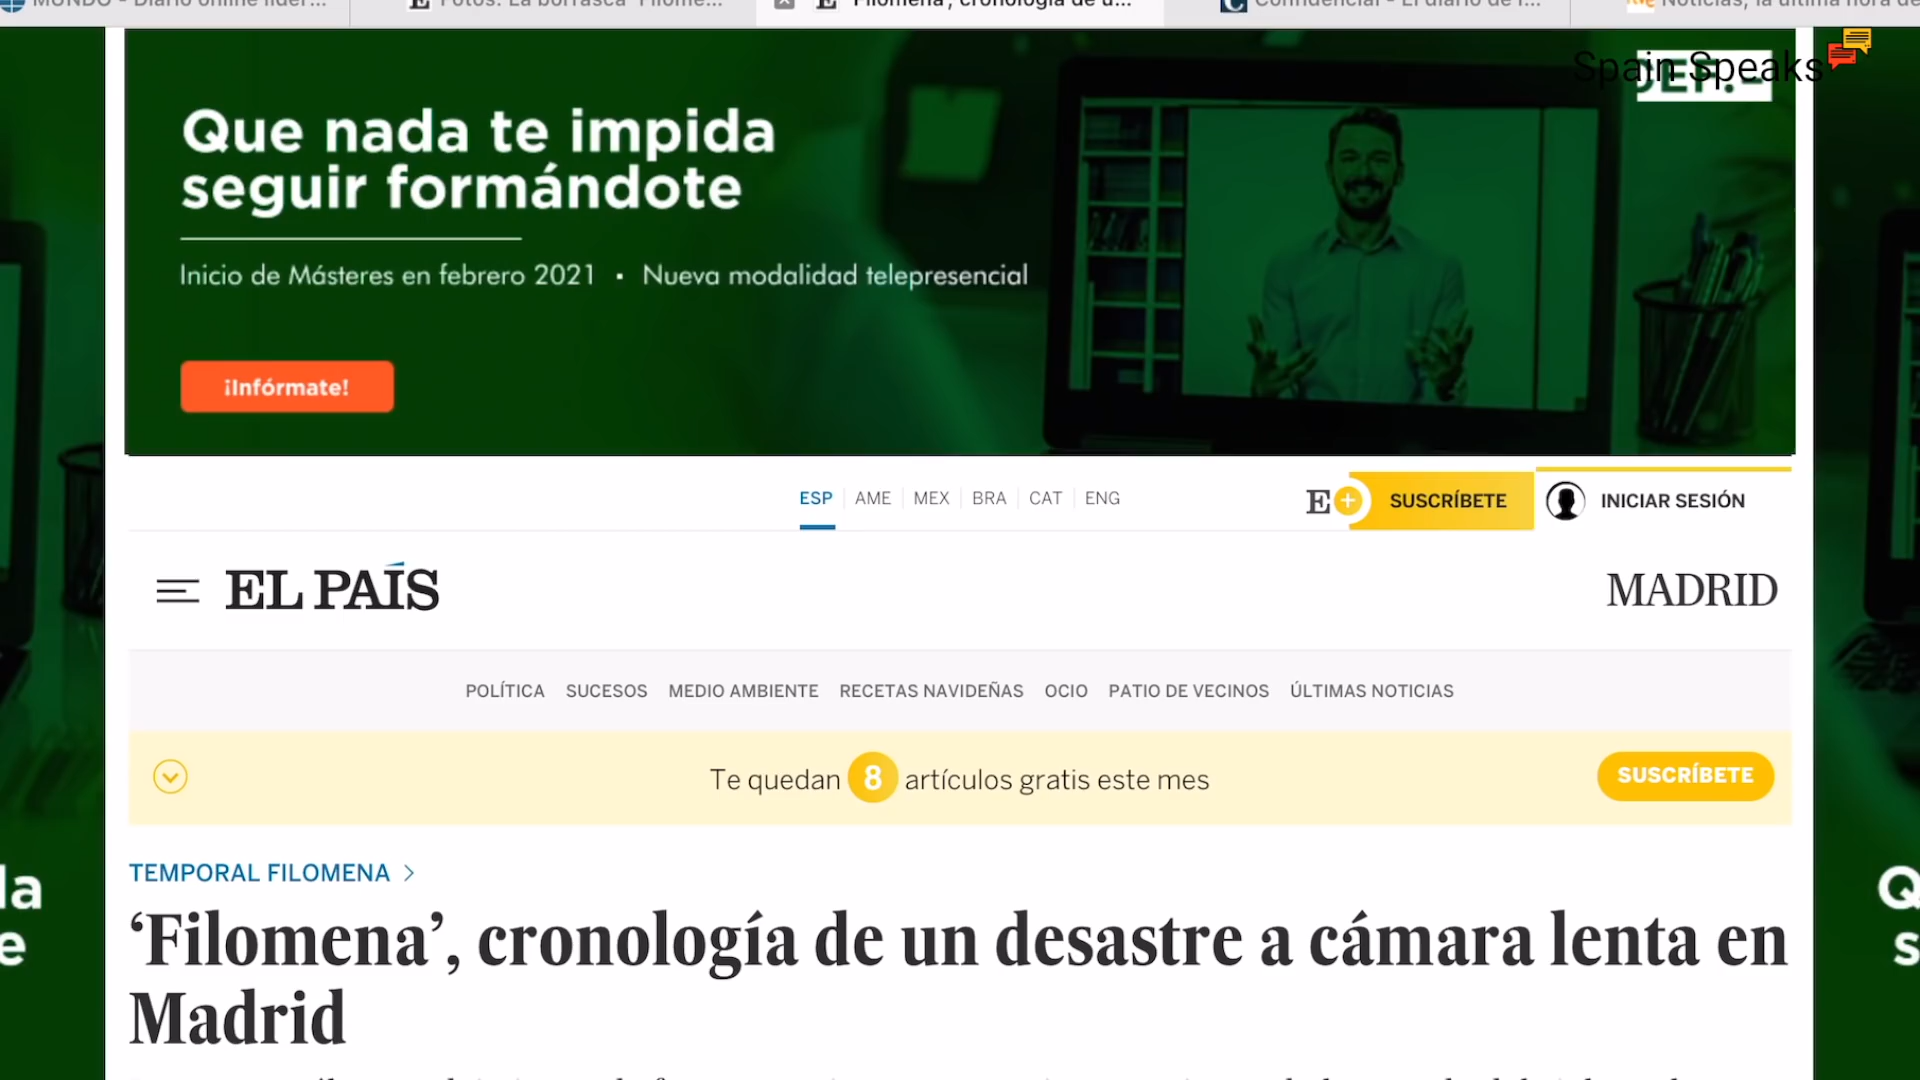 MUNDO - Diario online líder...
Fotos: La borrasca 'Filome...
'Filomena', cronología de u...
Confidencial - El diario de l...
Noticias, la última hora de
Spain Speaks
Que nada te impida
seguir formándote
Inicio de Másteres en febrero 2021 • Nueva modalidad telepresencial
¡Infórmate!
ESP AME MEX BRA CAT ENG
E+ SUSCRÍBETE INICIAR SESIÓN
EL PAÍS
MADRID
POLÍTICA SUCESOS MEDIO AMBIENTE RECETAS NAVIDEÑAS OCIO PATIO DE VECINOS ÚLTIMAS NOTICIAS
Te quedan 8 artículos gratis este mes
SUSCRÍBETE
TEMPORAL FILOMENA >
‘Filomena’, cronología de un desastre a cámara lenta en
Madrid